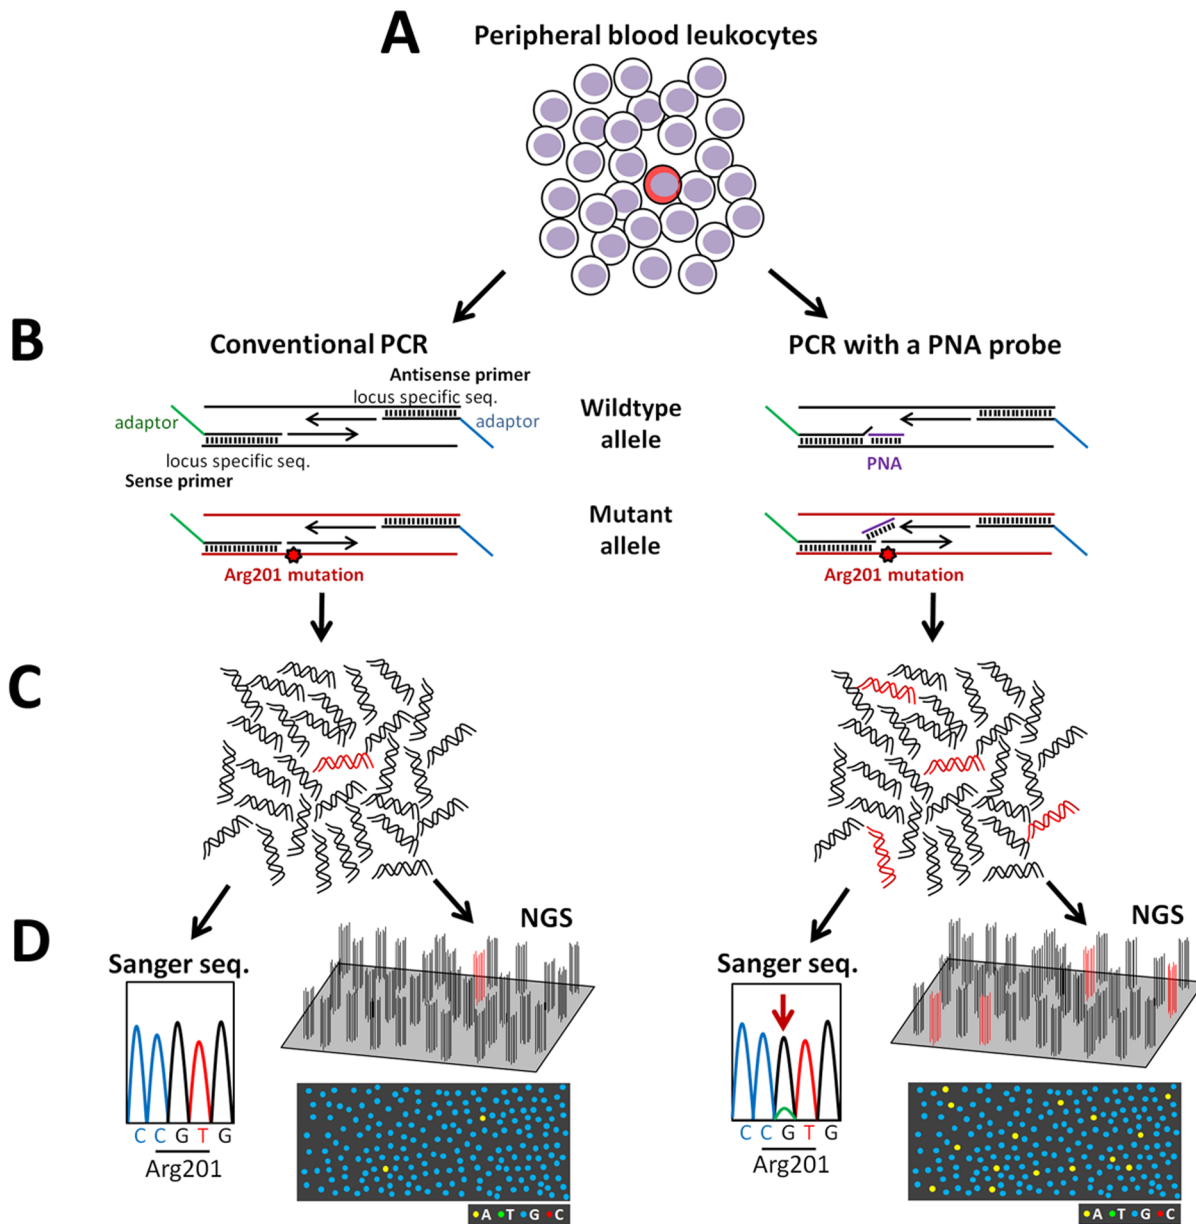 A
Peripheral blood leukocytes
B
Conventional PCR
PCR with a PNA probe
Antisense primer
locus specific seq.
adaptor
adaptor
locus specific seq.
Sense primer
Wildtype
allele
PNA
Mutant
allele
Arg201 mutation
Arg201 mutation
C
D
Sanger seq.
NGS
C C G T G
Arg201
A T G C
Sanger seq.
NGS
C C G T G
Arg201
A T G C